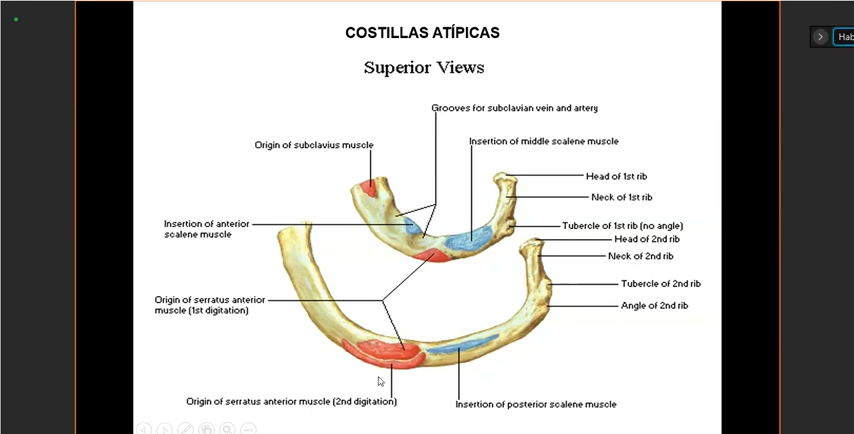 COSTILLAS ATÍPICAS
Superior Views
Grooves for subclavian vein and artery
Origin of subclavius muscle
Insertion of middle scalene muscle
Head of 1st rib
Neck of 1st rib
Insertion of anterior
scalene muscle
Tubercle of 1st rib (no angle)
Head of 2nd rib
Neck of 2nd rib
Tubercle of 2nd rib
Origin of serratus anterior
muscle (1st digitation)
Angle of 2nd rib
Origin of serratus anterior muscle (2nd digitation)
Insertion of posterior scalene muscle
Hab